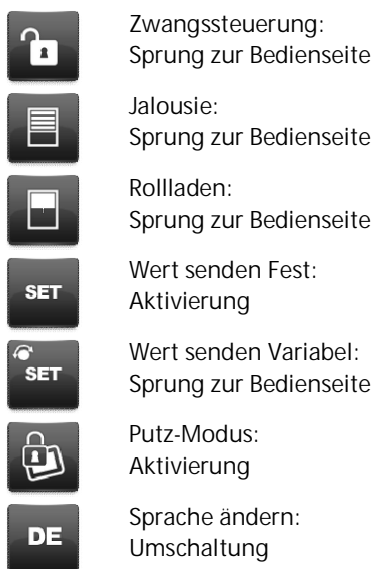 Zwangssteuerung:
Sprung zur Bedienseite
Jalousie:
Sprung zur Bedienseite
Rollladen:
Sprung zur Bedienseite
SET
Wert senden Fest:
Aktivierung
SET
Wert senden Variabel:
Sprung zur Bedienseite
Putz-Modus:
Aktivierung
DE
Sprache ändern:
Umschaltung